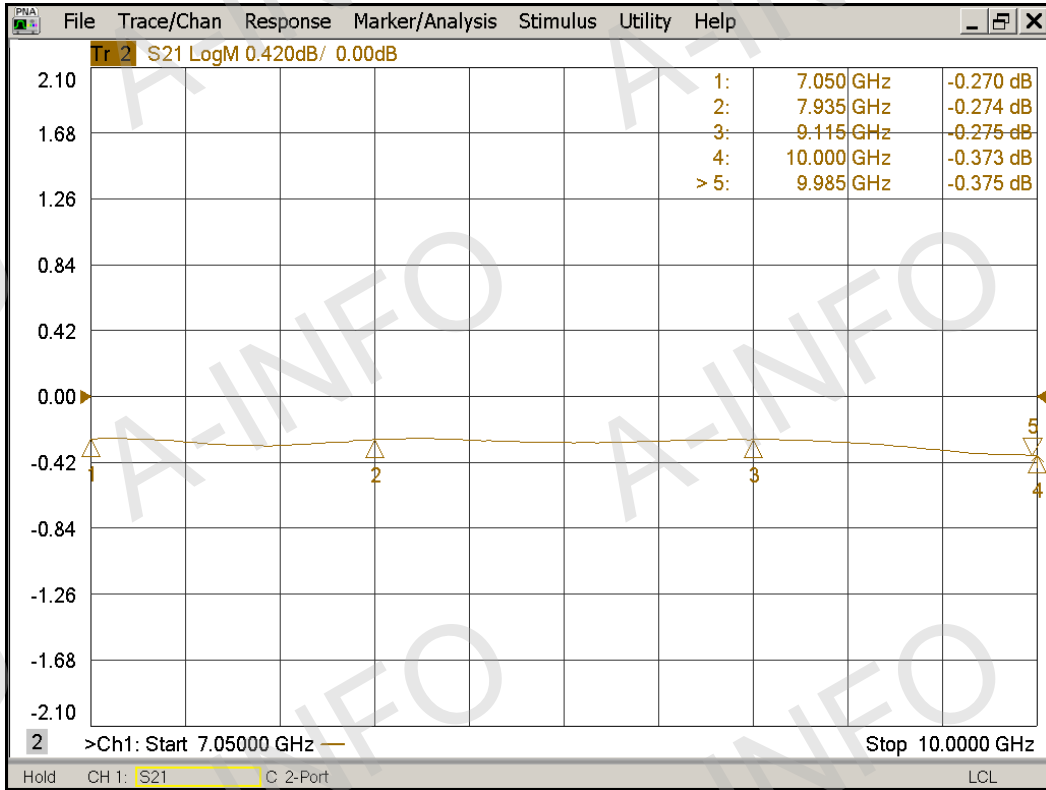 PNA
File Trace/Chan Response Marker/Analysis Stimulus Utility Help
Tr 2 S21 LogM 0.420dB/ 0.00dB
2.10
1.68
1.26
0.84
0.42
0.00
-0.42
-0.84
-1.26
-1.68
-2.10
1: 7.050 GHz -0.270 dB
2: 7.935 GHz -0.274 dB
3: 9.115 GHz -0.275 dB
4: 10.000 GHz -0.373 dB
> 5: 9.985 GHz -0.375 dB
1
2
3
5
4
2 >Ch1: Start 7.05000 GHz Stop 10.0000 GHz
Hold CH 1: S21 C 2-Port LCL
A-INFO
A-INFO
A-INFO
A-INFO
A-INFO
A-INFO